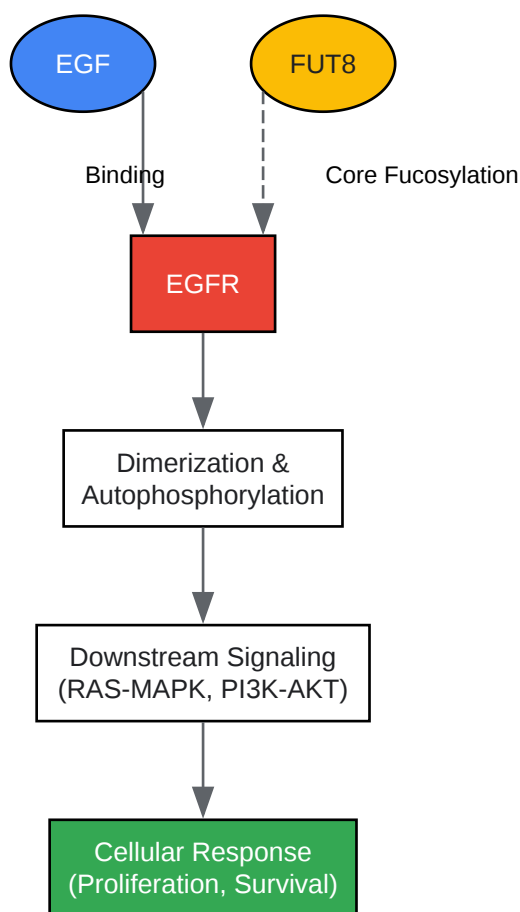 EGF
FUT8
Binding
Core Fucosylation
EGFR
Dimerization &
Autophosphorylation
Downstream Signaling
(RAS-MAPK, PI3K-AKT)
Cellular Response
(Proliferation, Survival)